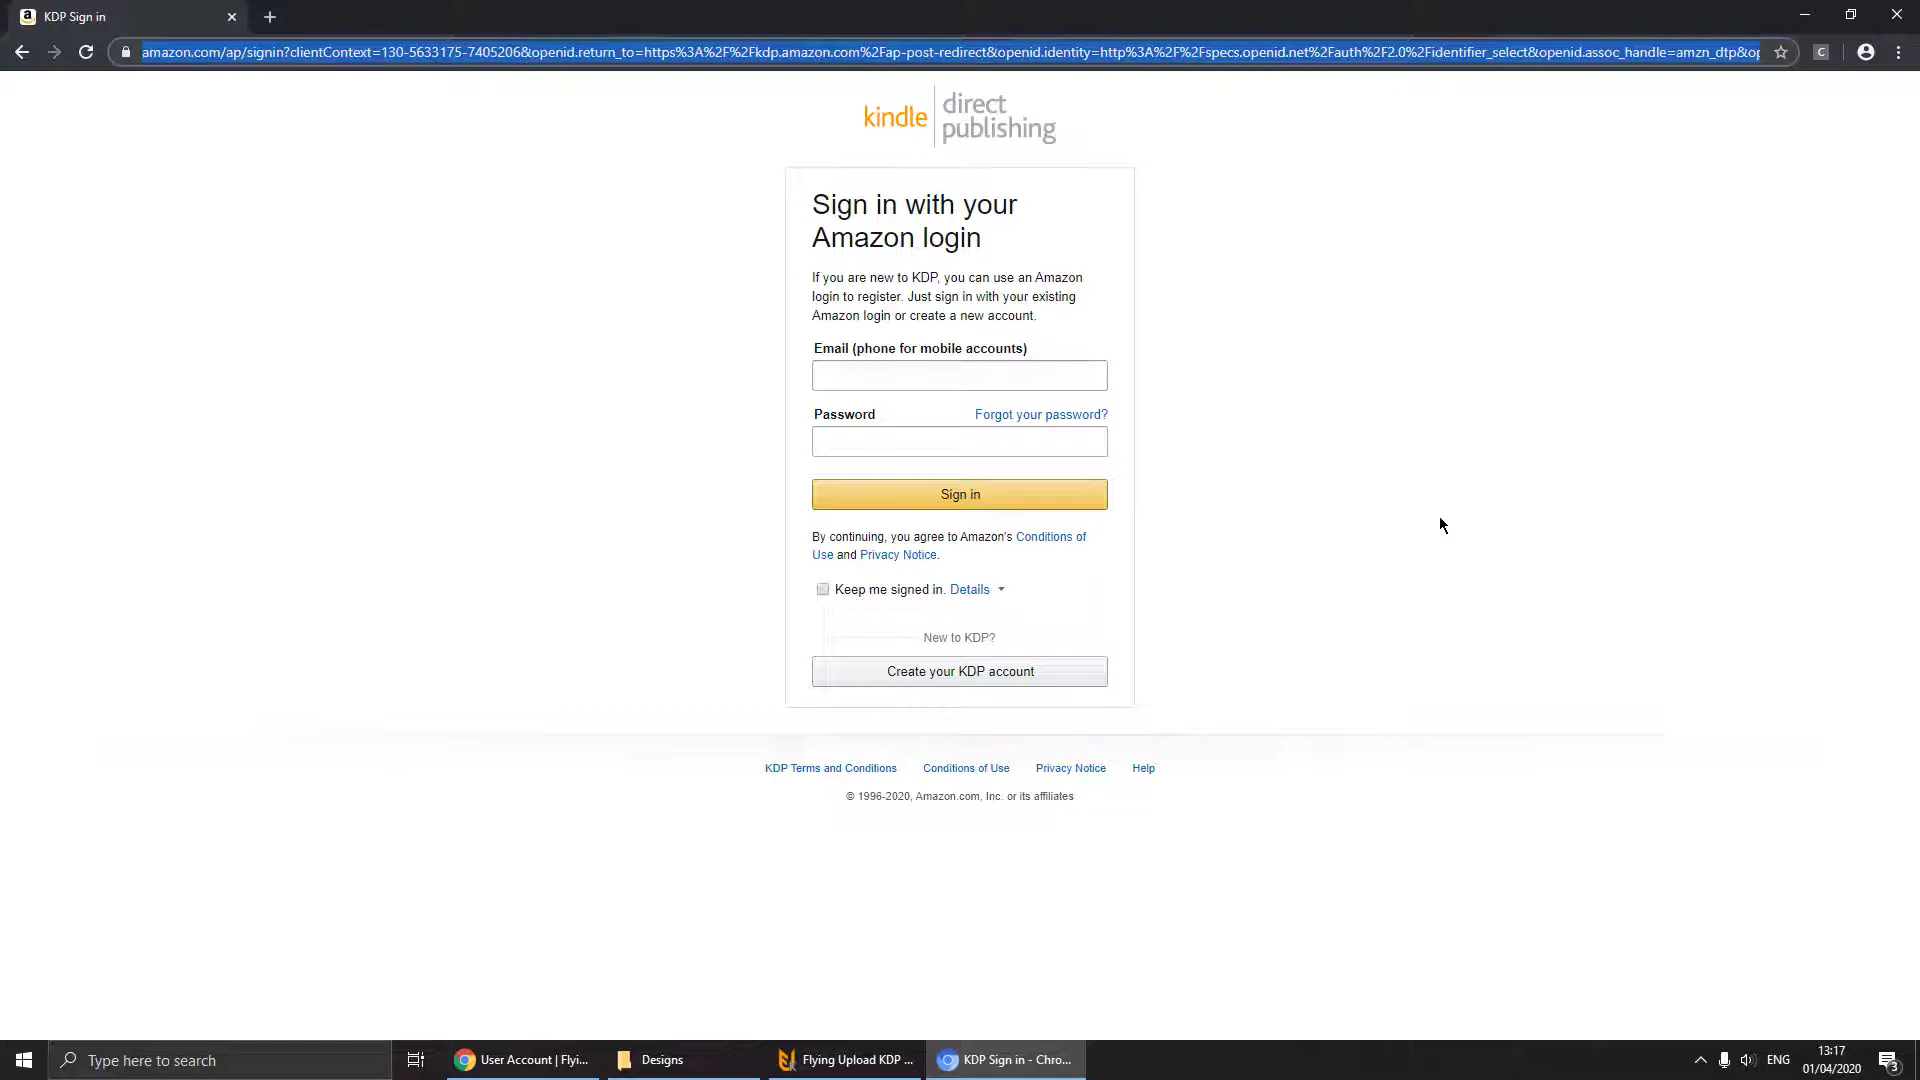 KDP Sign in
amazon.com/ap/signin?clientContext=130-5633175-7405206&openid.return_to=https%3A%2F%2Fkdp.amazon.com%2Fap-post-redirect&openid.identity=http%3A%2F%2Fspecs.openid.net%2Fauth%2F2.0%2Fidentifier_select&openid.assoc_handle=amzn_dtp&op
C
kindle
direct
publishing
Sign in with your
Amazon login
If you are new to KDP, you can use an Amazon
login to register. Just sign in with your existing
Amazon login or create a new account.
Email (phone for mobile accounts)
Password
Forgot your password?
Sign in
By continuing, you agree to Amazon's Conditions of
Use and Privacy Notice.
Keep me signed in. Details
New to KDP?
Create your KDP account
KDP Terms and Conditions
Conditions of Use
Privacy Notice
Help
© 1996-2020, Amazon.com, Inc. or its affiliates
Type here to search
User Account | Flyi...
Designs
Flying Upload KDP ...
KDP Sign in - Chro...
ENG
13:17
01/04/2020
3